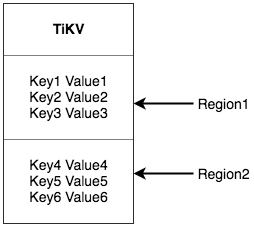 TiKV
Key1 Value1
Key2 Value2
Key3 Value3
Region1
Key4 Value4
Key5 Value5
Key6 Value6
Region2